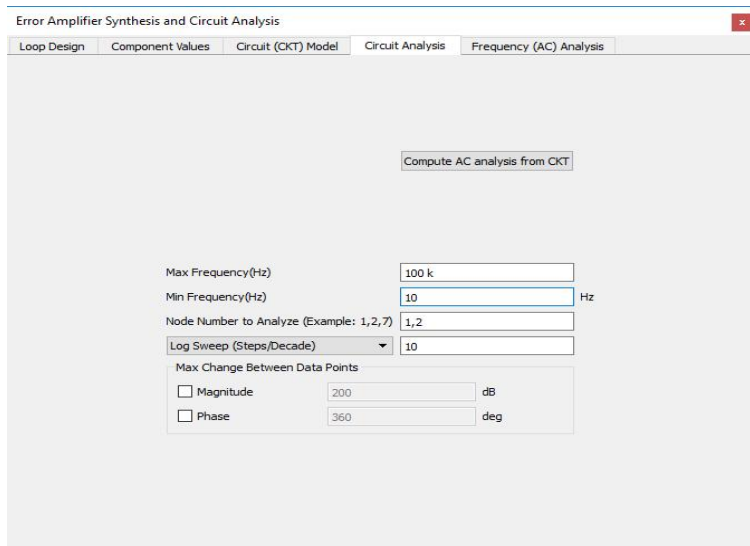 Error Amplifier Synthesis and Circuit Analysis
x
Loop Design Component Values Circuit (CKT) Model Circuit Analysis Frequency (AC) Analysis
Compute AC analysis from CKT
Max Frequency(Hz) 100 k
Min Frequency(Hz) 10 Hz
Node Number to Analyze (Example: 1,2,7) 1,2
Log Sweep (Steps/Decade) 10
Max Change Between Data Points
Magnitude 200 dB
Phase 360 deg